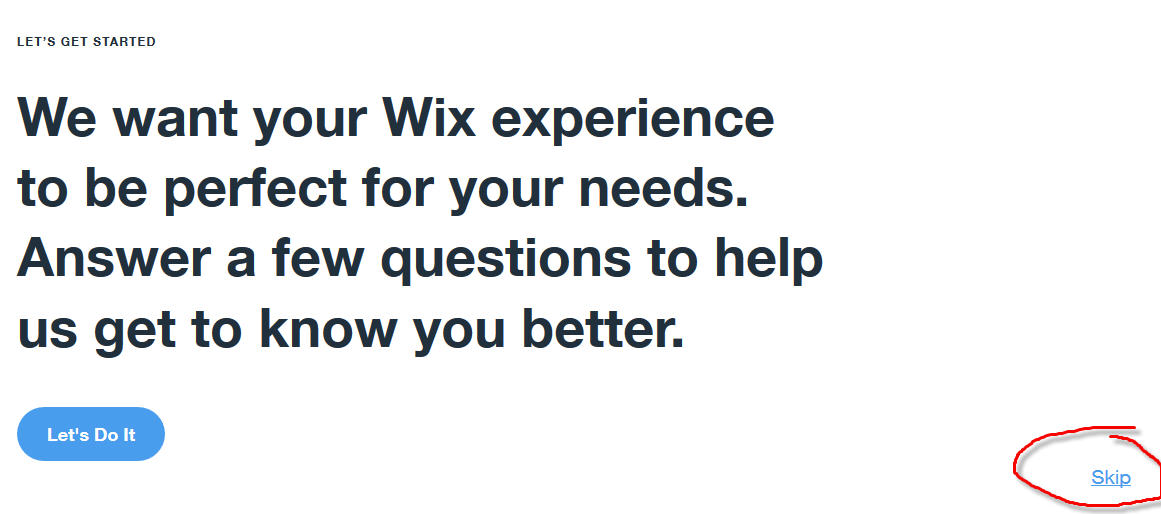 LET'S GET STARTED
We want your Wix experience
to be perfect for your needs.
Answer a few questions to help
us get to know you better.
Let's Do It
Skip